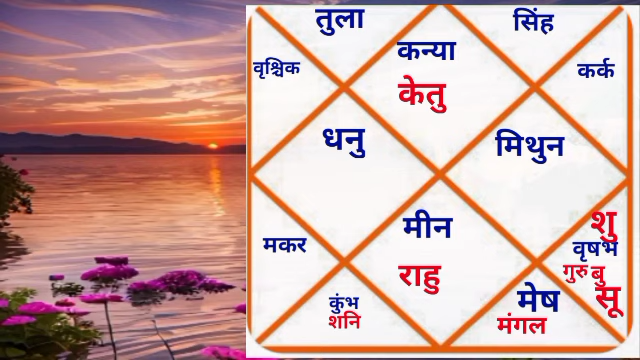 तुला
सिंह
कन्या
वृश्चिक
कर्क
केतु
धनु
मिथुन
मीन
शु
वृषभ
मकर
राहु
गुरु बु
कुंभ
मेष
सू
शनि
मंगल